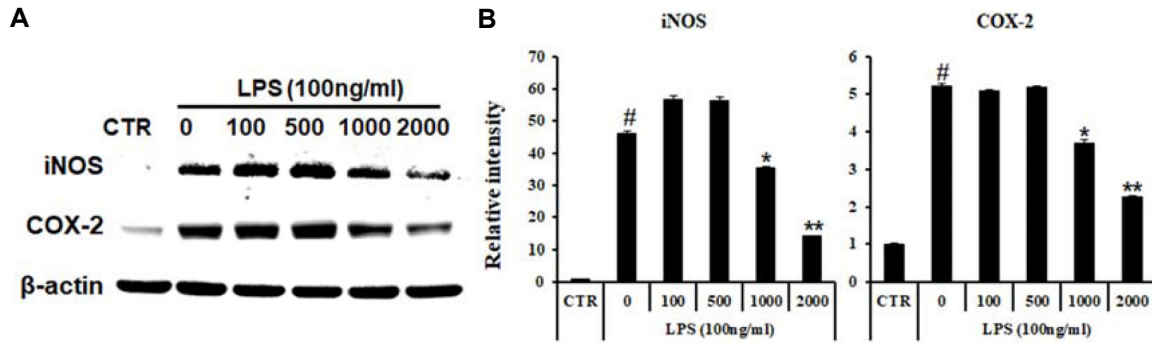 A
LPS (100ng/ml)
CTR 0 100 500 1000 2000
iNOS
COX-2
β-actin
B
iNOS
Relative intensity
70
60
50
40
30
20
10
0
#
*
**
CTR 0 100 500 1000 2000
LPS (100ng/ml)
COX-2
6
5
4
3
2
1
0
#
*
**
CTR 0 100 500 1000 2000
LPS (100ng/ml)